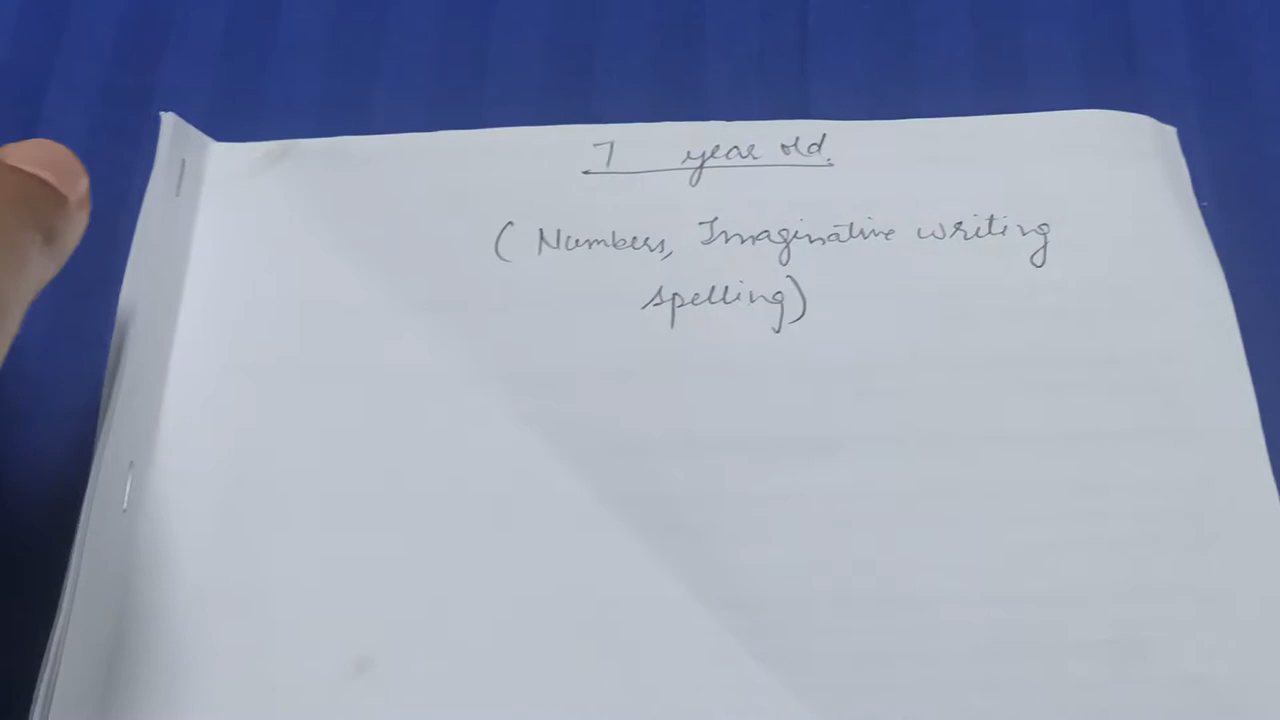 7 year old.
( Numbers, Imaginative writing
spelling)